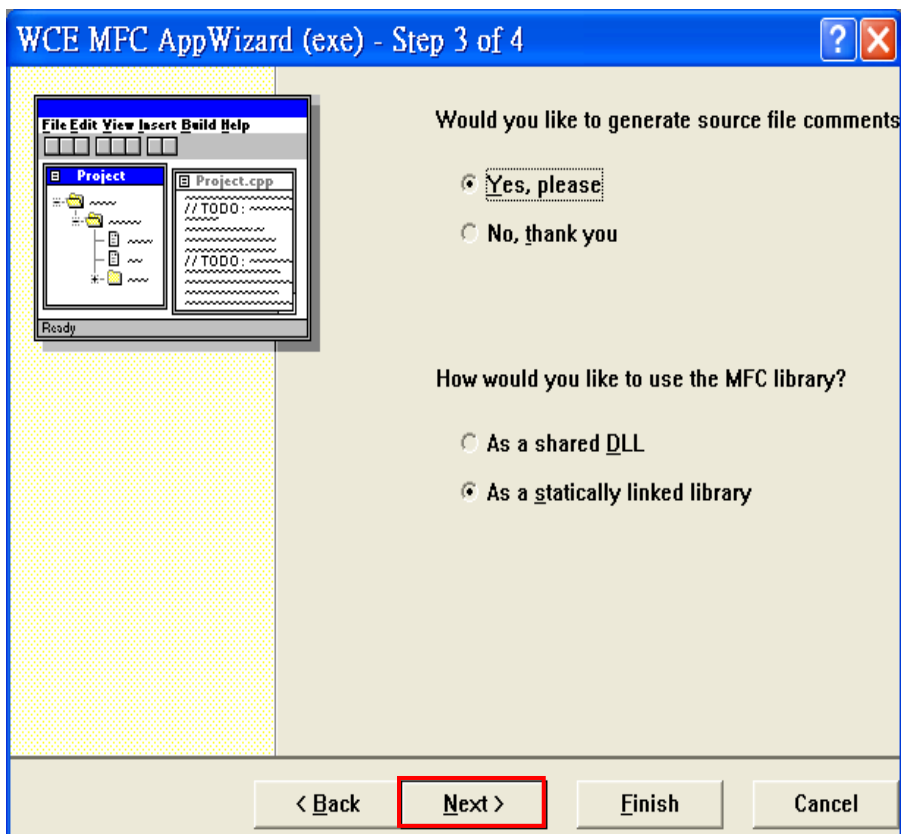 WCE MFC AppWizard (exe) - Step 3 of 4
File Edit View Insert Build Help
Project
Project.cpp
//TODO:
//TODO:
Ready
Would you like to generate source file comments
Yes, please
No, thank you
How would you like to use the MFC library?
As a shared DLL
As a statically linked library
< Back
Next >
Finish
Cancel